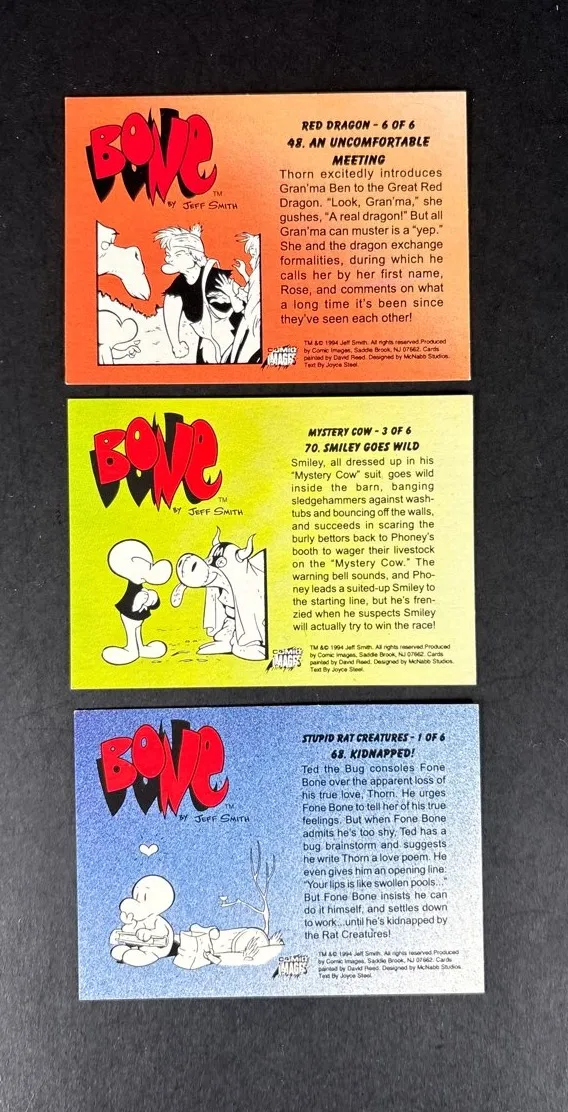 BONE
TM
BY JEFF SMITH
RED DRAGON - 6 OF 6
48. AN UNCOMFORTABLE
MEETING
Thorn excitedly introduces
Gran'ma Ben to the Great Red
Dragon. "Look, Gran'ma," she
gushes, "A real dragon!" But all
Gran'ma can muster is a "yep."
She and the dragon exchange
formalities, during which he
calls her by her first name,
Rose, and comments on what
a long time it's been since
they've seen each other!
COMIC
IMAGES
TM & © 1994 Jeff Smith. All rights reserved.Produced
by Comic Images, Saddle Brook, NJ 07662. Cards
painted by David Reed. Designed by McNabb Studios.
Text By Joyce Steel.
BONE
TM
BY JEFF SMITH
MYSTERY COW - 3 OF 6
70. SMILEY GOES WILD
Smiley, all dressed up in his
"Mystery Cow" suit goes wild
inside the barn, banging
sledgehammers against wash-
tubs and bouncing off the walls,
and succeeds in scaring the
burly bettors back to Phoney's
booth to wager their livestock
on the "Mystery Cow." The
warning bell sounds, and Pho-
ney leads a suited-up Smiley to
the starting line, but he's fren-
zied when he suspects Smiley
will actually try to win the race!
COMIC
IMAGES
TM & © 1994 Jeff Smith. All rights reserved.Produced
by Comic Images, Saddle Brook, NJ 07662. Cards
painted by David Reed. Designed by McNabb Studios.
Text By Joyce Steel.
BONE
TM
BY JEFF SMITH
STUPID RAT CREATURES - 1 OF 6
68. KIDNAPPED!
Ted the Bug consoles Fone
Bone over the apparent loss of
his true love, Thorn. He urges
Fone Bone to tell her of his true
feelings. But when Fone Bone
admits he's too shy, Ted has a
bug brainstorm and suggests
he write Thorn a love poem. He
even gives him an opening line:
"Your lips is like swollen pools..."
But Fone Bone insists he can
do it himself, and settles down
to work...until he's kidnapped by
the Rat Creatures!
COMIC
IMAGES
TM & © 1994 Jeff Smith. All rights reserved.Produced
by Comic Images, Saddle Brook, NJ 07662. Cards
painted by David Reed. Designed by McNabb Studios.
Text By Joyce Steel.